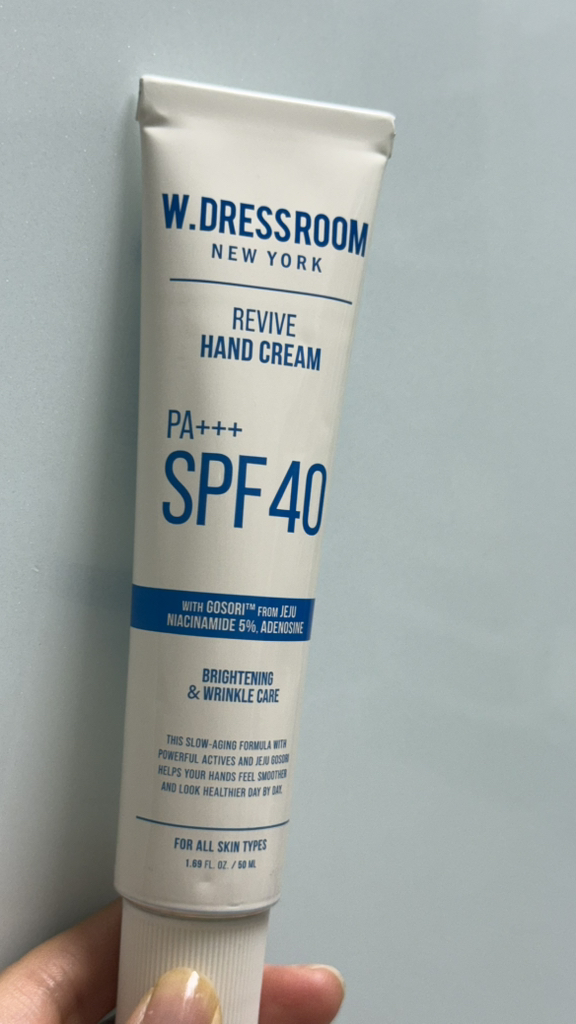 W.DRESSROOM
NEW YORK
REVIVE
HAND CREAM
PA+++
SPF 40
WITH GOSORI™ FROM JEJU
NIACINAMIDE 5%, ADENOSINE
BRIGHTENING
& WRINKLE CARE
THIS SLOW-AGING FORMULA WITH
POWERFUL ACTIVES AND JEJU GOSORI
HELPS YOUR HANDS FEEL SMOOTHER
AND LOOK HEALTHIER DAY BY DAY.
FOR ALL SKIN TYPES
1.69 FL. OZ. / 50 ML